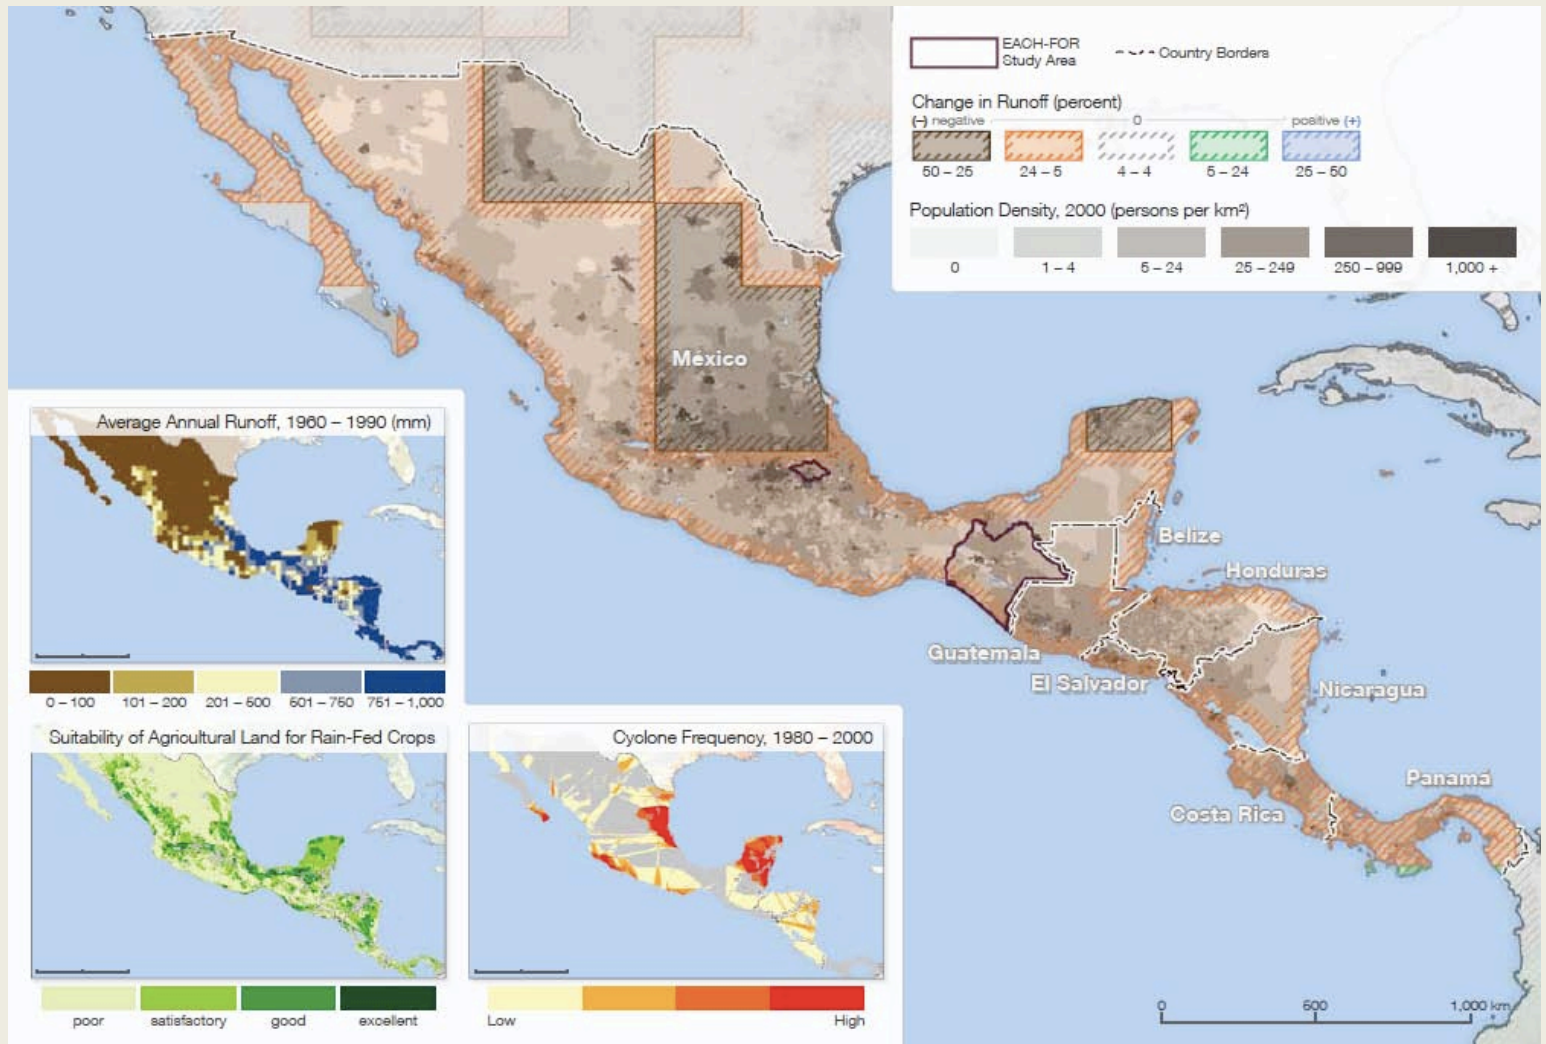 EACH-FOR
Study Area
Country Borders
Change in Runoff (percent)
(–) negative 0 positive (+)
50 – 25 24 – 5 4 – 4 5 – 24 25 – 50
Population Density, 2000 (persons per km²)
0 1 – 4 5 – 24 25 – 249 250 – 999 1,000 +
México
Belize
Honduras
Guatemala
El Salvador
Nicaragua
Costa Rica
Panamá
Average Annual Runoff, 1960 – 1990 (mm)
0 – 100 101 – 200 201 – 500 501 – 750 751 – 1,000
Suitability of Agricultural Land for Rain-Fed Crops
poor satisfactory good excellent
Cyclone Frequency, 1980 – 2000
Low High
0 500 1,000 km